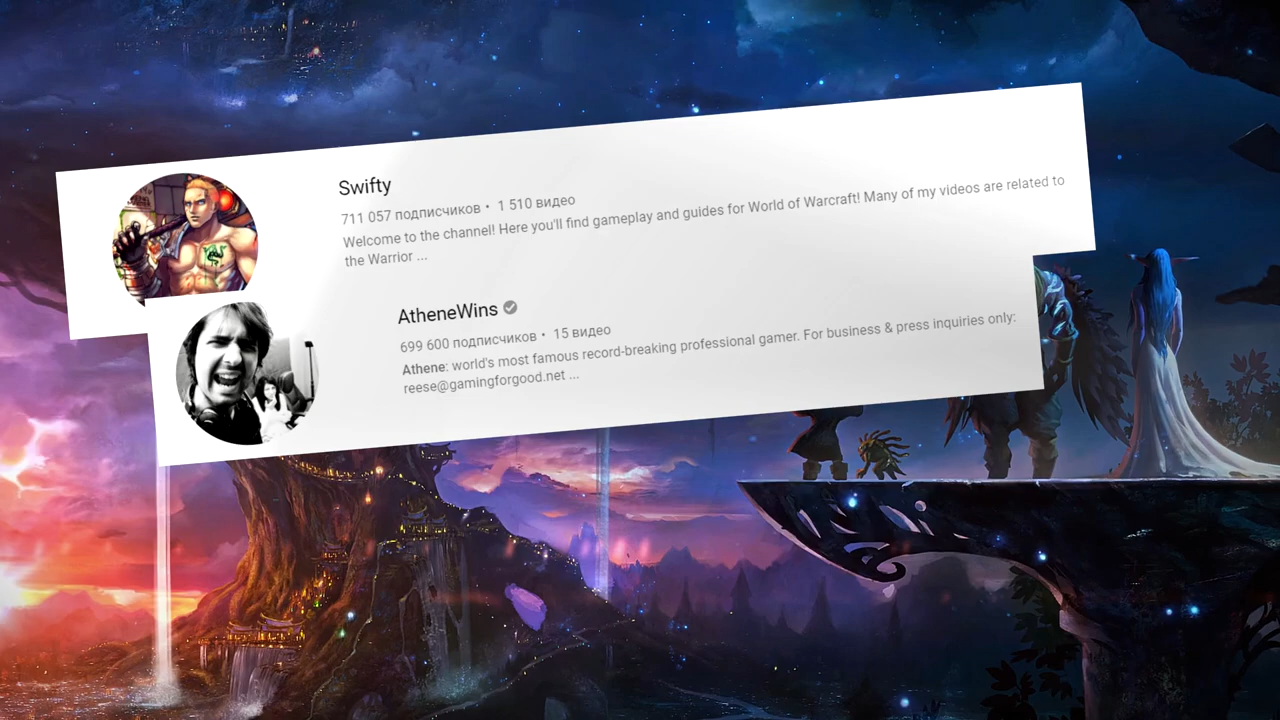 Swifty
711 057 подписчиков • 1 510 видео
Welcome to the channel! Here you'll find gameplay and guides for World of Warcraft! Many of my videos are related to
the Warrior ...
AtheneWins
699 600 подписчиков • 15 видео
Athene: world's most famous record-breaking professional gamer. For business & press inquiries only:
reese@gamingforgood.net ...